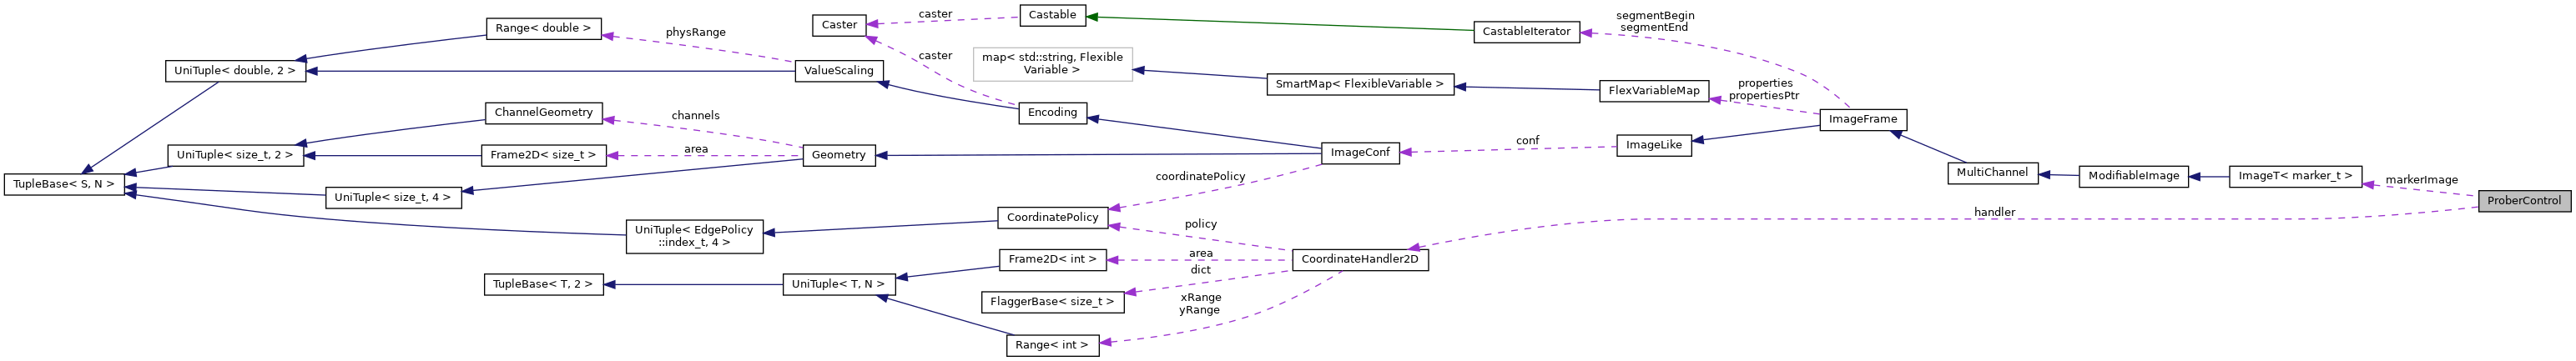 Castable
caster
Caster
segmentBegin
segmentEnd
Range< double >
physRange
CastableIterator
caster
map< std::string, Flexible
Variable >
UniTuple< double, 2 >
ValueScaling
SmartMap< FlexibleVariable >
FlexVariableMap
properties
propertiesPtr
ChannelGeometry
channels
Encoding
ImageFrame
UniTuple< size_t, 2 >
Frame2D< size_t >
area
Geometry
ImageConf
conf
ImageLike
TupleBase< S, N >
UniTuple< size_t, 4 >
coordinatePolicy
MultiChannel
ModifiableImage
ImageT< marker_t >
markerImage
ProberControl
UniTuple< EdgePolicy
::index_t, 4 >
CoordinatePolicy
policy
handler
Frame2D< int >
area
CoordinateHandler2D
dict
TupleBase< T, 2 >
UniTuple< T, N >
FlaggerBase< size_t >
xRange
yRange
Range< int >